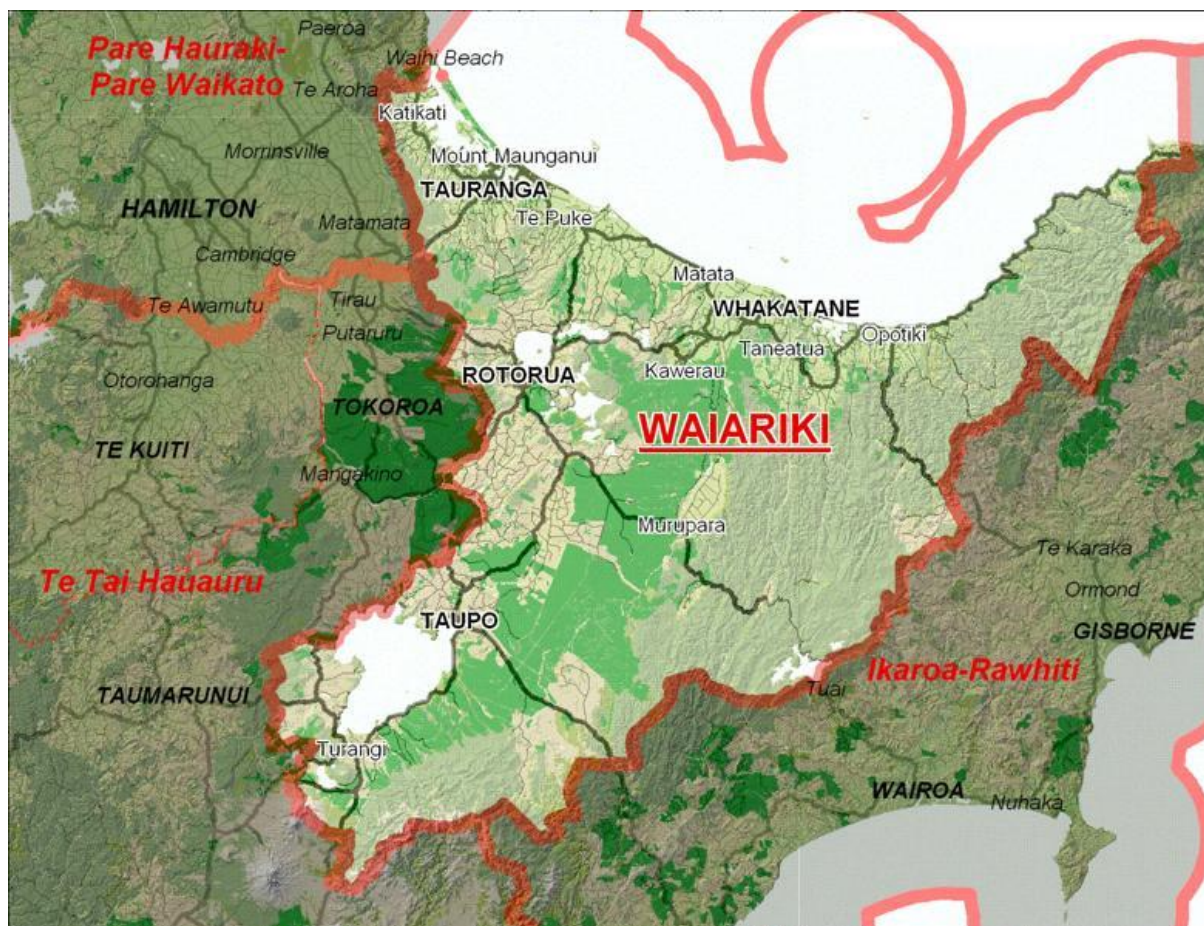 Paeroa
Pare Hauraki-
Pare Waikato
Waihi Beach
Te Aroha
Katikati
Morrinsville
Mount Maunganui
TAURANGA
HAMILTON
Matamata
Te Puke
Cambridge
Matata
Te Awamutu
Tirau
WHAKATANE
Putaruru
Opotiki
Taneatua
Otorohanga
ROTORUA
Kawerau
TOKOROA
WAIARIKI
TE KUITI
Mangakino
Murupara
Te Karaka
Te Tai Hauauru
Ormond
TAUPO
GISBORNE
Ikaroa-Rawhiti
TAUMARUNUI
Tuai
Turangi
WAIROA
Nuhaka